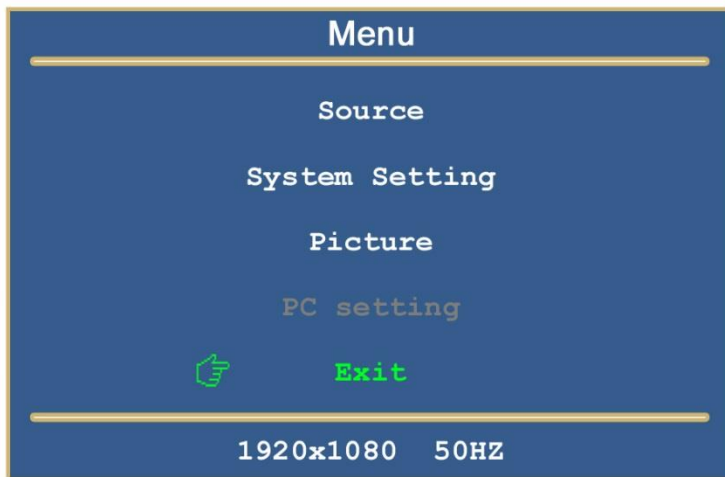 Menu
Source
System Setting
Picture
PC setting
Exit
1920x1080 50HZ